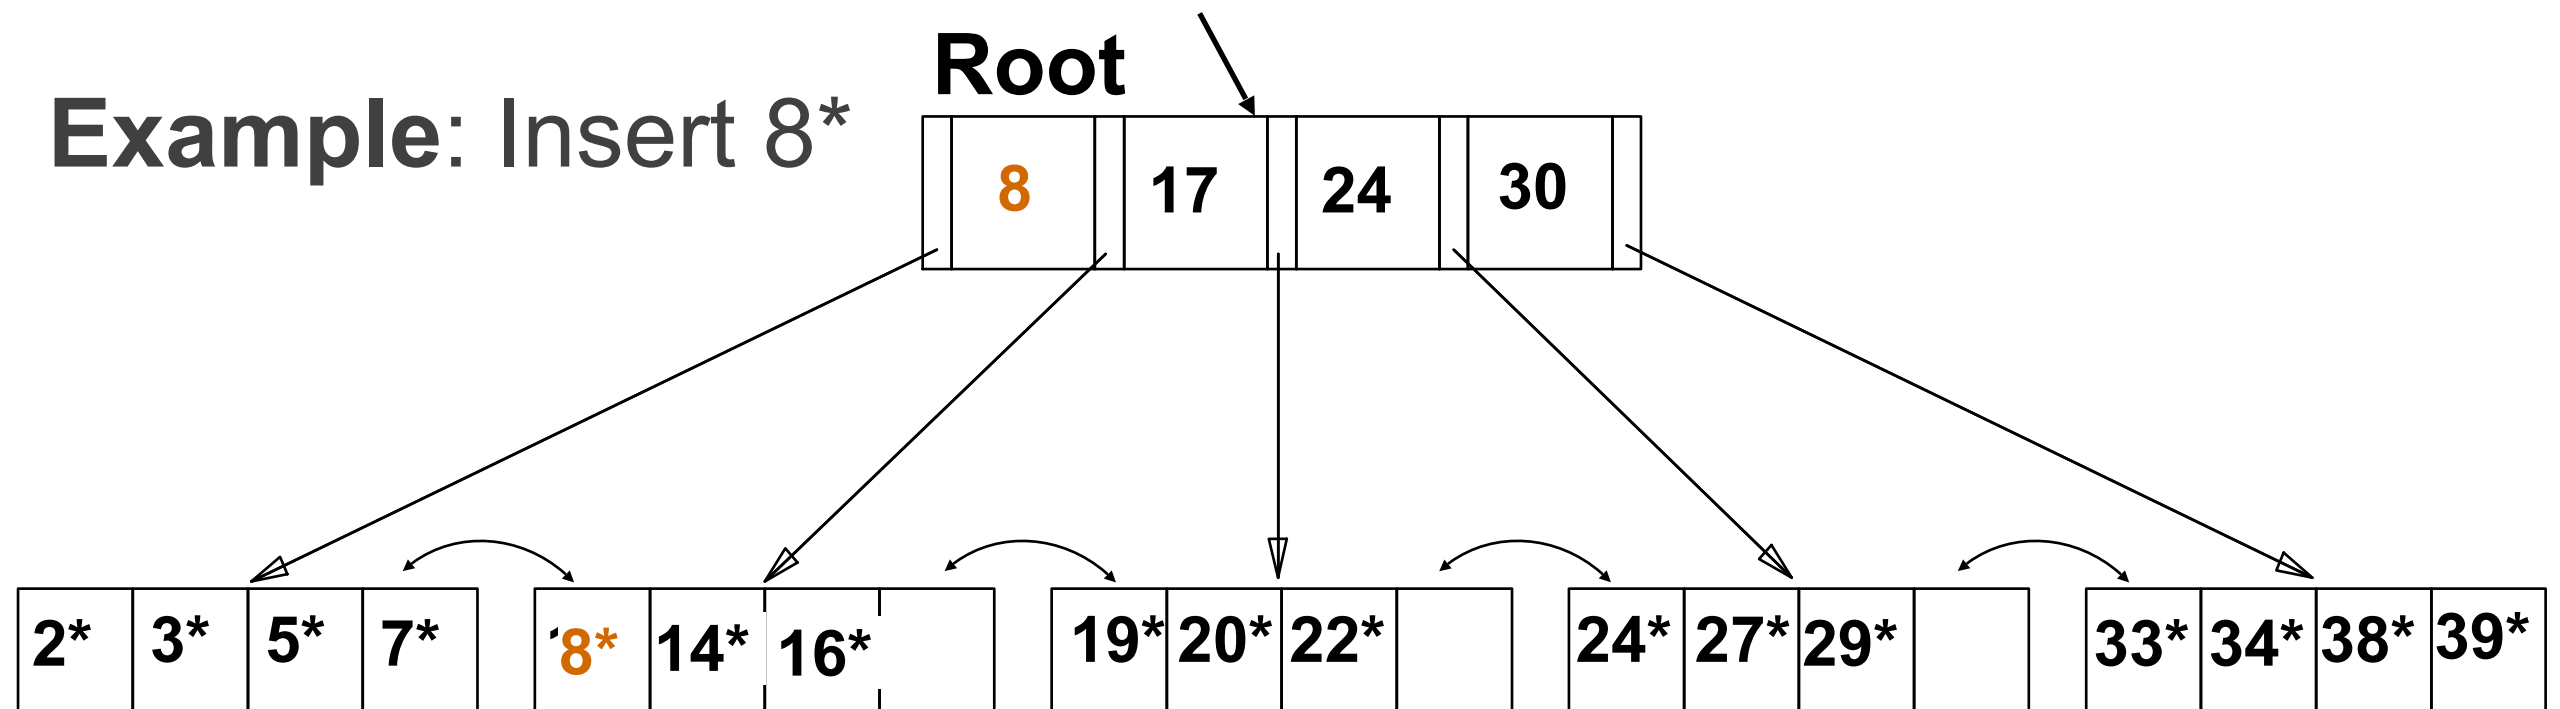 Root
Example: Insert 8*
8 17 24 30
2* 3* 5* 7* 8* 14* 16* 19* 20* 22* 24* 27* 29* 33* 34* 38* 39*